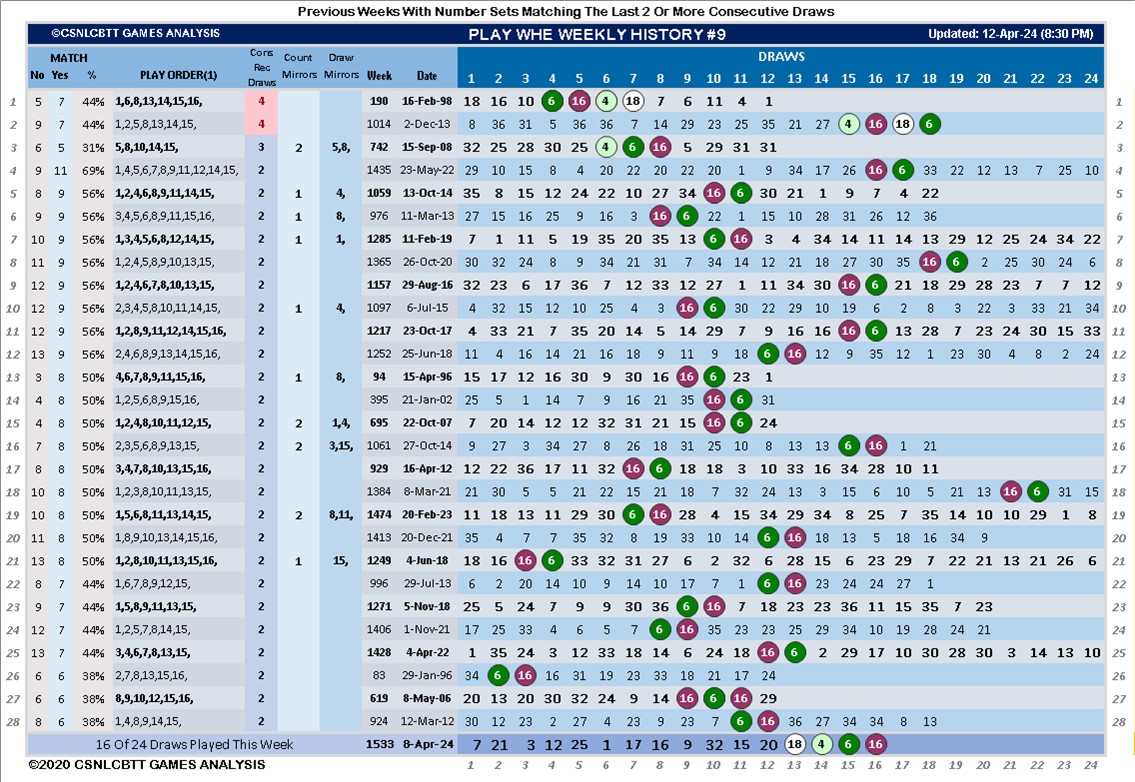 Previous Weeks With Number Sets Matching The Last 2 Or More Consecutive Draws
©CSNLCBTT GAMES ANALYSIS PLAY WHE WEEKLY HISTORY #9 Updated: 12-Apr-24 (8:30 PM)
MATCH Cons Rec Draws Count Mirrors Draw Mirrors DRAWS
No Yes % PLAY ORDER(1) Week Date 1 2 3 4 5 6 7 8 9 10 11 12 13 14 15 16 17 18 19 20 21 22 23 24
1 5 7 44% 1,6,8,13,14,15,16, 4 190 16-Feb-98 18 16 10 6 16 4 18 7 6 11 4 1 1
2 9 7 44% 1,2,5,8,13,14,15, 4 1014 2-Dec-13 8 36 31 5 36 36 7 14 29 23 25 35 21 27 4 16 18 6 2
3 6 5 31% 5,8,10,14,15, 3 2 5,8, 742 15-Sep-08 32 25 28 30 25 4 6 16 5 29 31 31 3
4 9 11 69% 1,4,5,6,7,8,9,11,12,14,15, 2 1435 23-May-22 29 10 15 8 4 20 22 20 22 20 1 9 34 17 26 16 6 33 22 12 13 7 25 10 4
5 8 9 56% 1,2,4,6,8,9,11,14,15, 2 1 4, 1059 13-Oct-14 35 8 15 12 24 22 10 27 34 16 6 30 21 1 9 7 4 22 5
6 9 9 56% 3,4,5,6,8,9,11,15,16, 2 1 8, 976 11-Mar-13 27 15 16 25 9 16 3 16 6 22 1 15 10 28 31 26 12 36 6
7 10 9 56% 1,3,4,5,6,8,12,14,15, 2 1 1, 1285 11-Feb-19 7 1 11 5 19 35 20 35 13 6 16 3 4 34 14 11 14 13 29 12 25 24 34 22 7
8 11 9 56% 1,2,4,5,8,9,10,13,15, 2 1365 26-Oct-20 30 32 24 8 9 34 21 31 7 34 14 12 21 18 27 30 35 16 6 2 25 30 24 6 8
9 12 9 56% 1,2,4,6,7,8,10,13,15, 2 1157 29-Aug-16 32 23 6 17 36 7 12 33 12 27 1 11 34 30 16 6 21 18 29 28 23 7 7 12 9
10 12 9 56% 2,3,4,5,8,10,11,14,15, 2 1 4, 1097 6-Jul-15 4 32 15 12 10 25 4 3 16 6 30 22 29 10 19 6 2 8 3 22 3 33 21 34 10
11 12 9 56% 1,2,8,9,11,12,14,15,16, 2 1217 23-Oct-17 4 33 21 7 35 20 14 5 14 29 7 9 16 16 16 6 13 28 7 23 24 30 15 33 11
12 13 9 56% 2,4,6,8,9,13,14,15,16, 2 1252 25-Jun-18 11 4 16 14 21 16 18 9 11 9 18 6 16 12 9 35 12 1 23 30 4 8 2 24 12
13 3 8 50% 4,6,7,8,9,11,15,16, 2 1 8, 94 15-Apr-96 15 17 12 16 30 9 30 16 16 6 23 1 13
14 4 8 50% 1,2,5,6,8,9,15,16, 2 395 21-Jan-02 25 5 1 14 7 9 16 21 35 16 6 31 14
15 4 8 50% 1,2,4,8,10,11,12,15, 2 2 1,4, 695 22-Oct-07 7 20 14 12 12 32 31 21 15 16 6 24 15
16 7 8 50% 2,3,5,6,8,9,13,15, 2 2 3,15, 1061 27-Oct-14 9 27 3 34 27 8 26 18 31 25 10 8 13 13 6 16 1 21 16
17 8 8 50% 3,4,7,8,10,13,15,16, 2 929 16-Apr-12 12 22 36 17 11 32 16 6 18 18 3 10 33 16 34 28 10 11 17
18 10 8 50% 1,2,3,8,10,11,13,15, 2 1384 8-Mar-21 21 30 5 5 21 22 15 21 18 7 32 24 13 3 15 6 10 5 21 13 16 6 31 15 18
19 10 8 50% 1,5,6,8,11,13,14,15, 2 2 8,11, 1474 20-Feb-23 11 18 13 11 29 30 6 16 28 4 15 34 29 34 8 25 7 35 14 10 10 29 1 8 19
20 11 8 50% 1,8,9,10,13,14,15,16, 2 1413 20-Dec-21 35 4 7 7 35 32 8 19 33 10 14 6 16 18 13 5 18 16 34 9 20
21 13 8 50% 1,2,8,10,11,13,15,16, 2 1 15, 1249 4-Jun-18 18 16 16 6 33 32 31 27 6 2 32 6 28 15 6 23 29 7 22 21 13 21 26 6 21
22 8 7 44% 1,6,7,8,9,12,15, 2 996 29-Jul-13 6 2 20 14 10 9 14 10 17 7 1 6 16 23 24 24 27 1 22
23 9 7 44% 1,5,8,9,11,13,15, 2 1271 5-Nov-18 25 5 24 7 9 9 30 36 6 16 7 18 23 23 36 11 15 35 7 23 23
24 12 7 44% 1,2,5,7,8,14,15, 2 1406 1-Nov-21 17 25 33 4 6 5 7 6 16 35 23 23 25 29 34 10 19 28 24 21 24
25 13 7 44% 3,4,6,7,8,13,15, 2 1428 4-Apr-22 1 35 24 3 12 33 18 14 6 24 18 16 6 2 29 17 10 30 28 30 3 14 13 10 25
26 6 6 38% 2,7,8,13,15,16, 2 83 29-Jan-96 34 6 16 16 31 19 23 33 18 21 17 24 26
27 6 6 38% 8,9,10,12,15,16, 2 619 8-May-06 20 13 20 30 32 24 9 14 16 6 16 29 27
28 8 6 38% 1,4,8,9,14,15, 2 924 12-Mar-12 30 12 23 2 27 4 23 9 23 7 6 16 36 27 34 34 8 13 28
16 Of 24 Draws Played This Week 1533 8-Apr-24 7 21 3 12 25 1 17 16 9 32 15 20 18 4 6 16
©2020 CSNLCBTT GAMES ANALYSIS 1 2 3 4 5 6 7 8 9 10 11 12 13 14 15 16 17 18 19 20 21 22 23 24